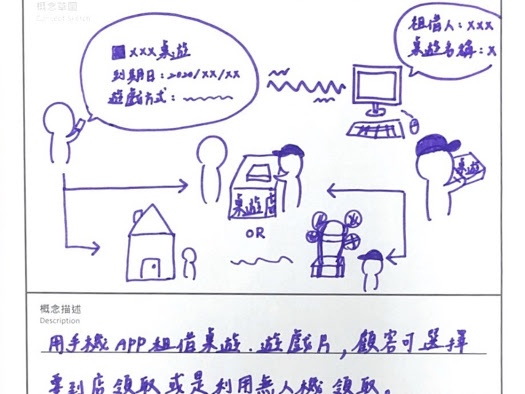 概念草圖
Concept Sketch
xxx桌遊
到期日：2020/xx/xx
遊戲方式：
租借人：xxx
桌遊名稱：x
桌遊
桌遊店
OR
概念描述
Description
用手機APP租借桌遊.遊戲片，顧客可選擇
要到店領取或是利用無人機領取。